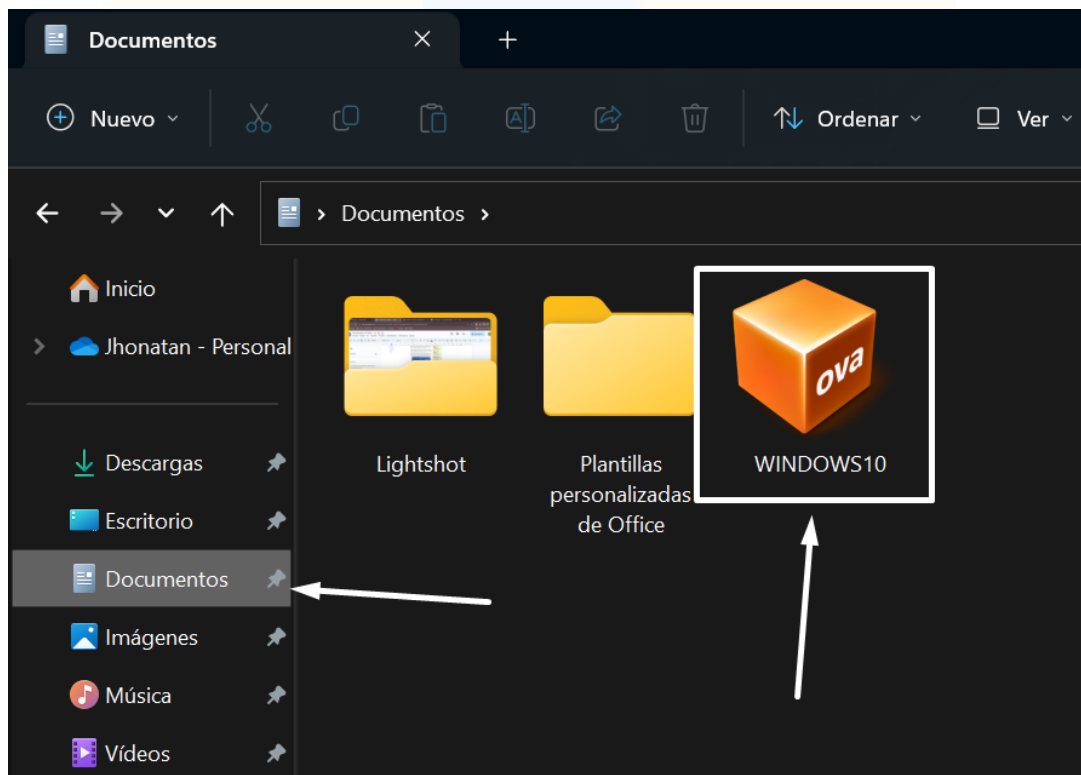 Documentos
Nuevo
Ordenar
Ver
Documentos
Inicio
Jhonatan - Personal
Descargas
Escritorio
Documentos
Imágenes
Música
Vídeos
Lightshot
Plantillas
personalizadas
de Office
ova
WINDOWS10